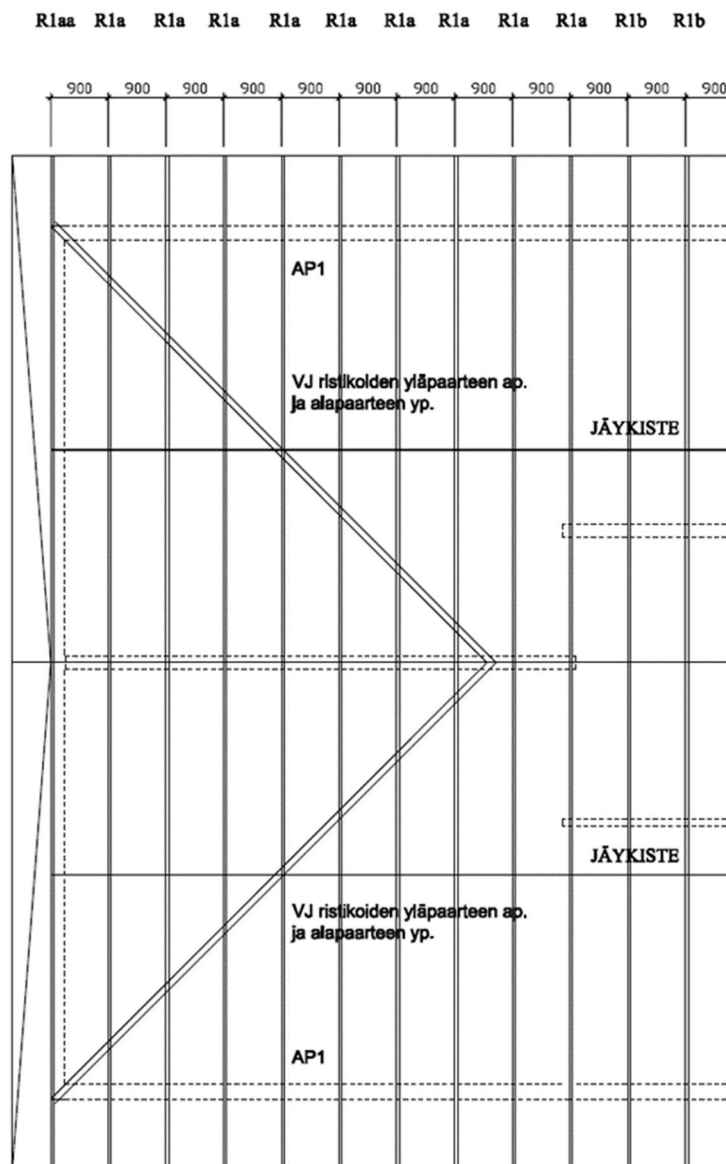 R1aa R1a R1a R1a R1a R1a R1a R1a R1a R1a R1b R1b
900 900 900 900 900 900 900 900 900 900 900 900
AP1
VJ ristikoiden yläpaarteen ap.
ja alapaarteen yp.
JÄYKISTE
JÄYKISTE
VJ ristikoiden yläpaarteen ap.
ja alapaarteen yp.
AP1